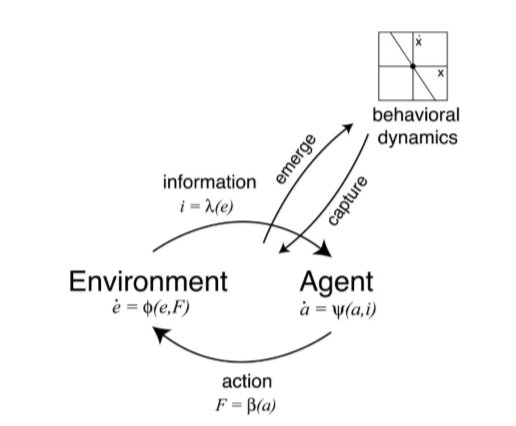 ẋ
x
behavioral
dynamics
emerge
capture
information
i = λ(e)
Environment
ė = ϕ(e,F)
Agent
ȧ = ψ(a,i)
action
F = β(a)